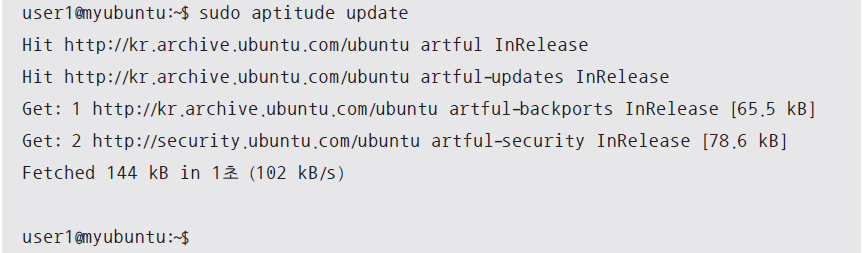 user1@myubuntu:~$ sudo aptitude update
Hit http://kr.archive.ubuntu.com/ubuntu artful InRelease
Hit http://kr.archive.ubuntu.com/ubuntu artful-updates InRelease
Get: 1 http://kr.archive.ubuntu.com/ubuntu artful-backports InRelease [65.5 kB]
Get: 2 http://security.ubuntu.com/ubuntu artful-security InRelease [78.6 kB]
Fetched 144 kB in 1초 (102 kB/s)
user1@myubuntu:~$